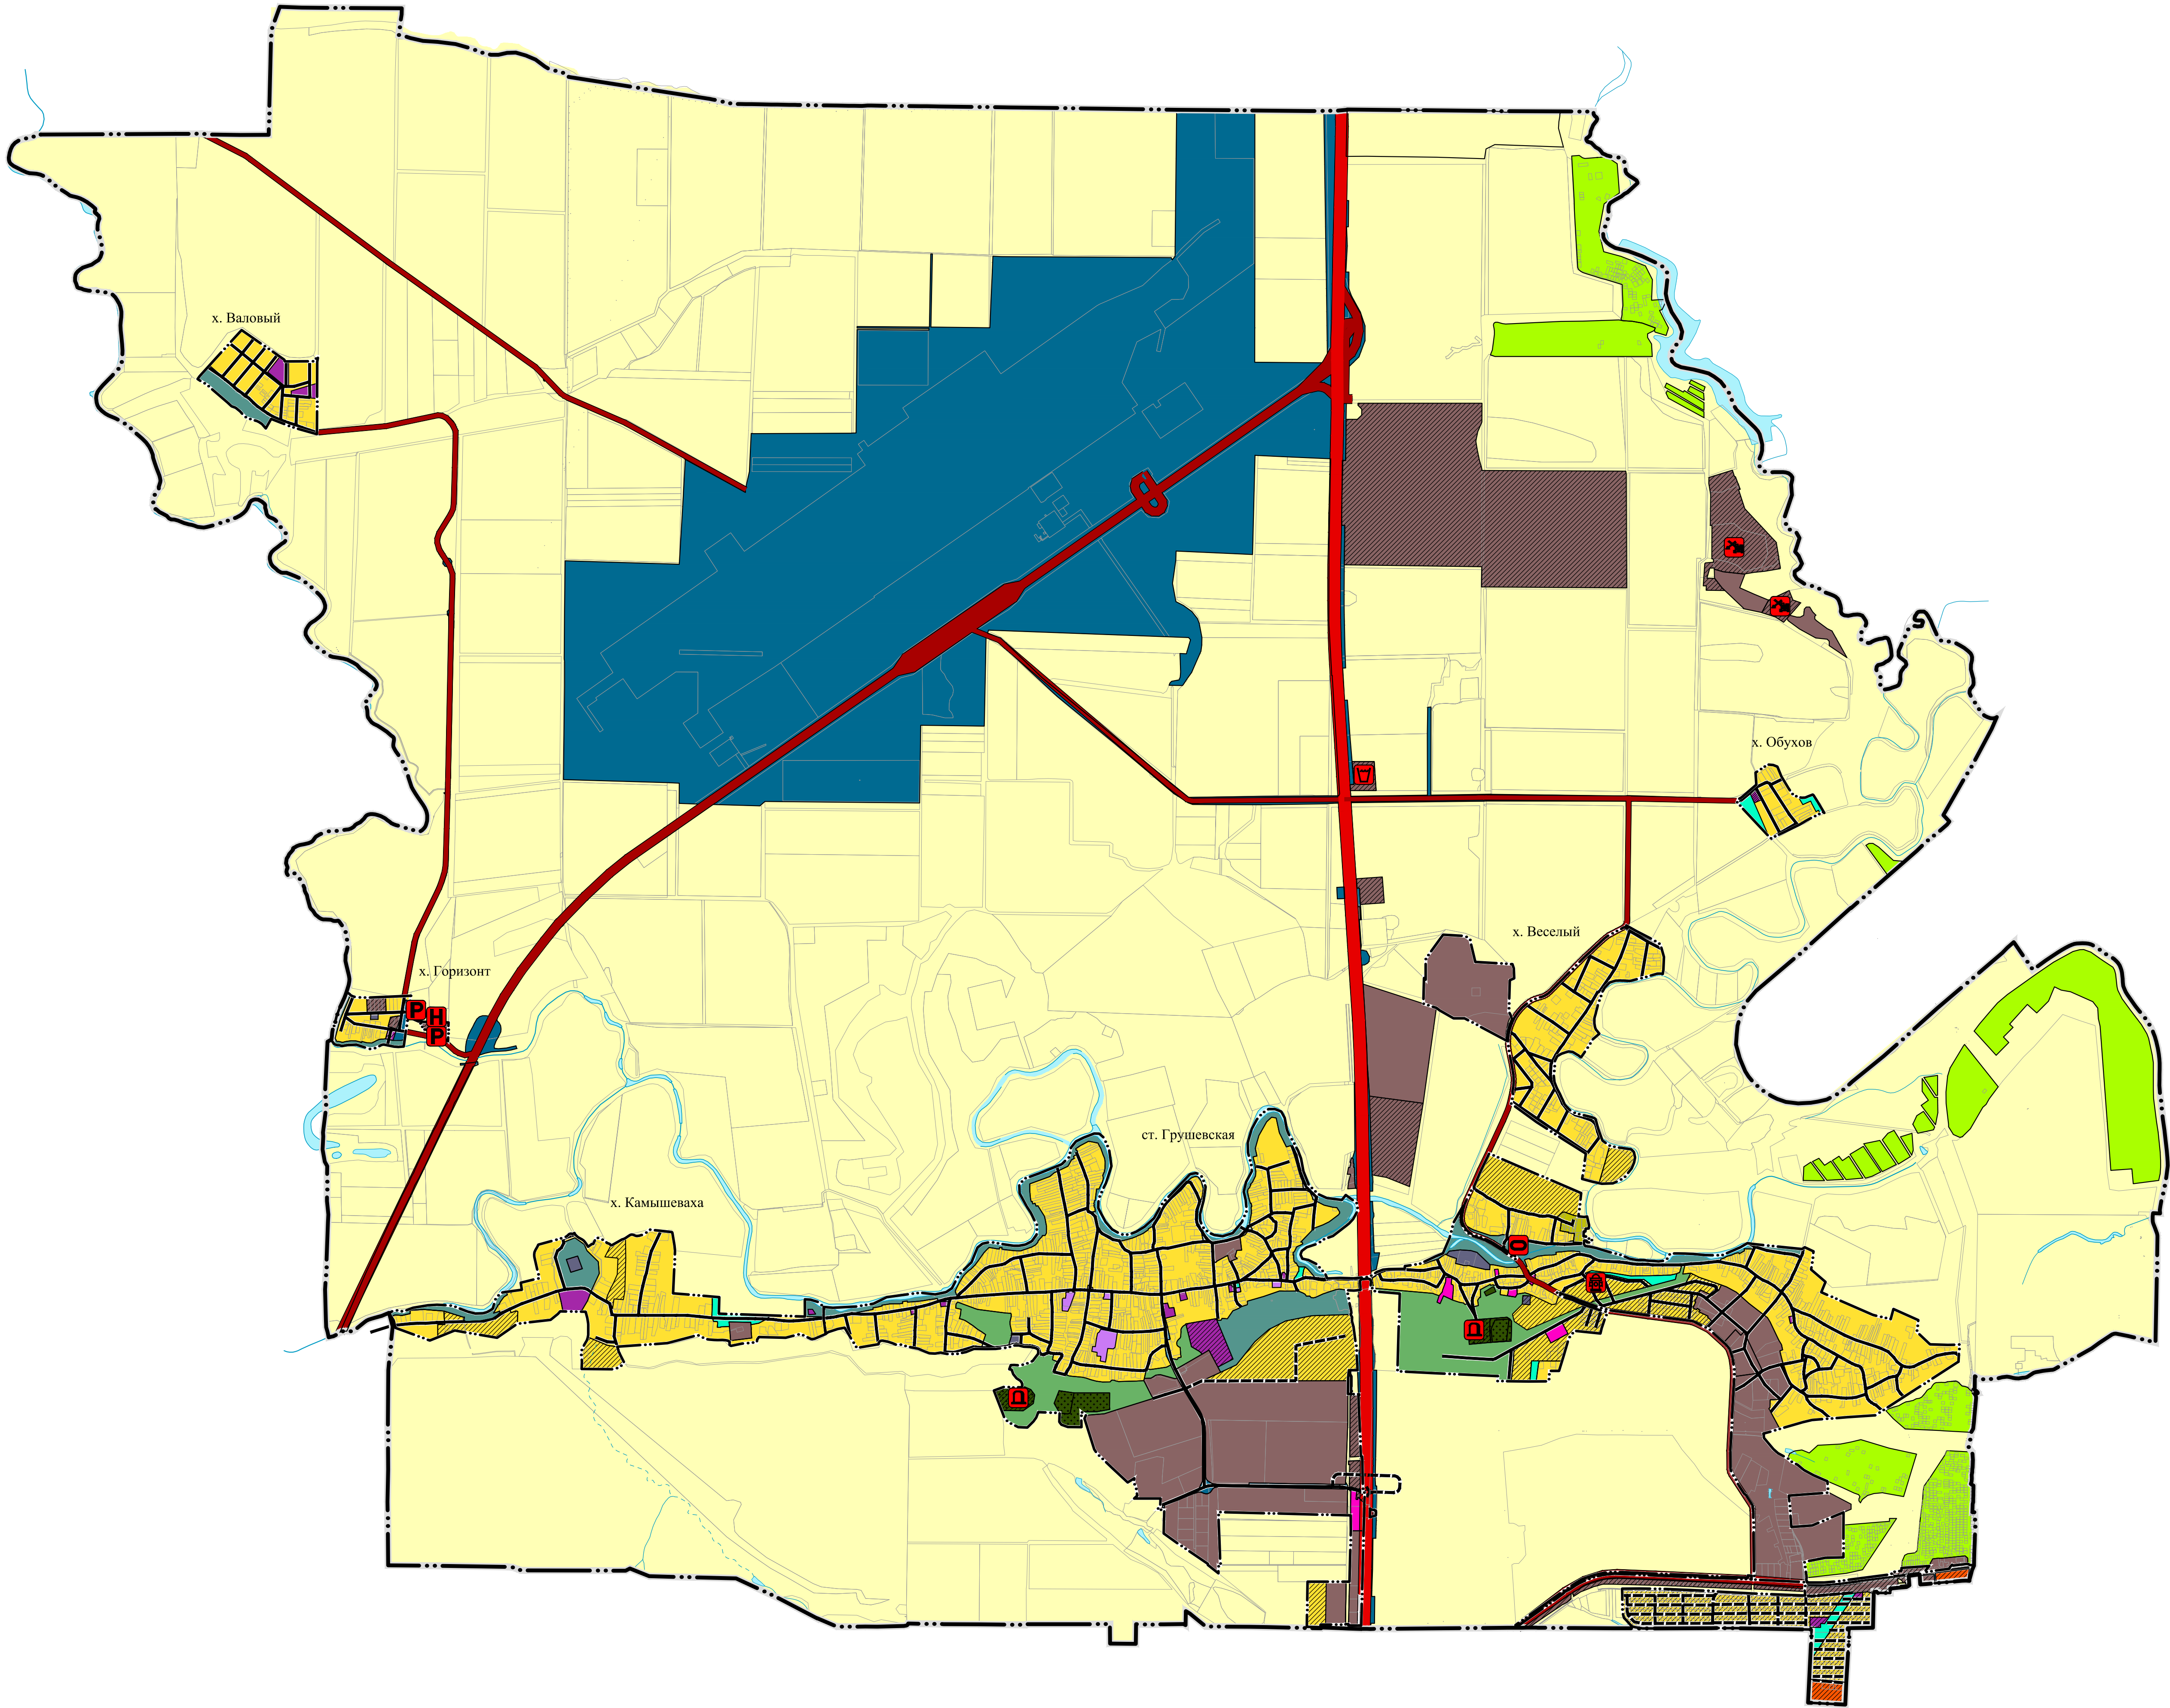 х. Валовый
х. Обухов
х. Веселый
х. Горизонт
Р
Н
Р
ст. Грушевская
х. Камышеваха
О
П
П